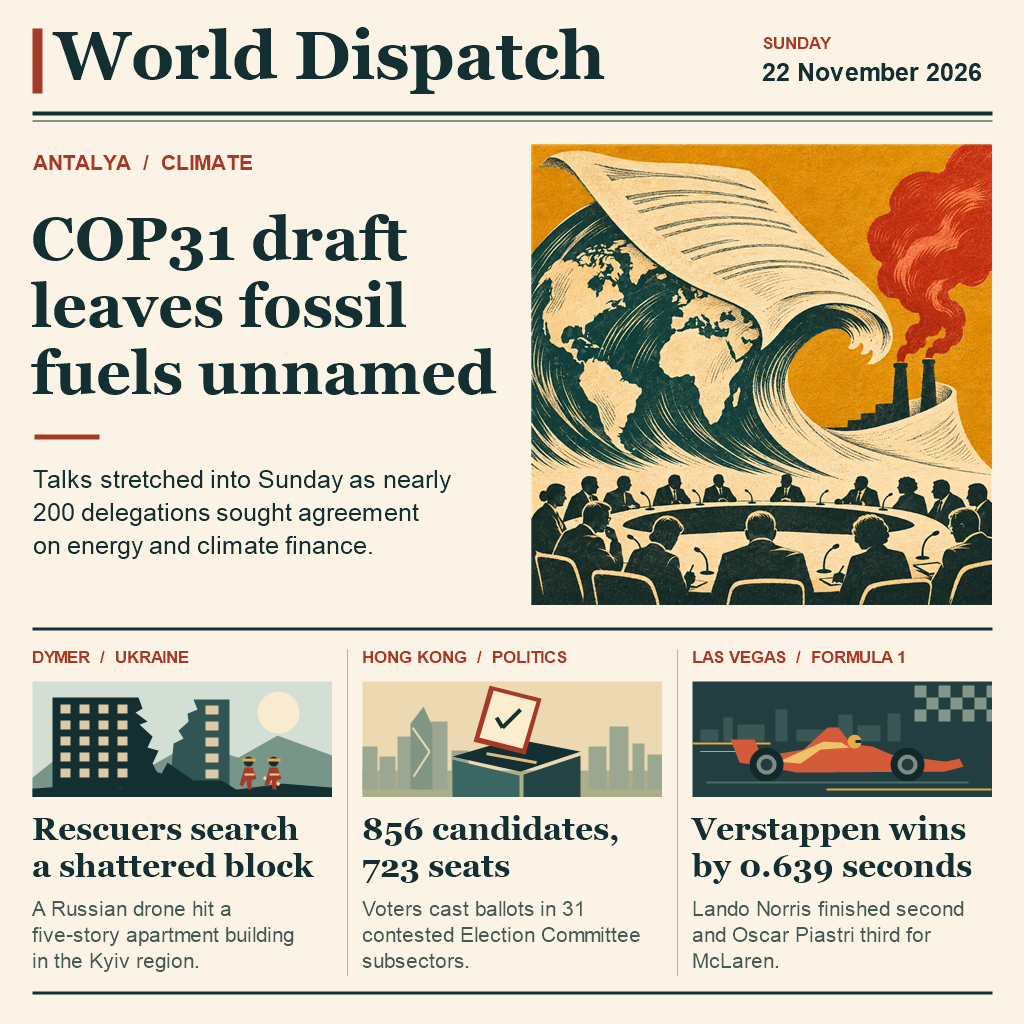 World Dispatch
SUNDAY
22 November 2026
ANTALYA / CLIMATE
COP31 draft
leaves fossil
fuels unnamed
Talks stretched into Sunday as nearly
200 delegations sought agreement
on energy and climate finance.
DYMER / UKRAINE
Rescuers search
a shattered block
A Russian drone hit a
five-story apartment building
in the Kyiv region.
HONG KONG / POLITICS
856 candidates,
723 seats
Voters cast ballots in 31
contested Election Committee
subsectors.
LAS VEGAS / FORMULA 1
Verstappen wins
by 0.639 seconds
Lando Norris finished second
and Oscar Piastri third for
McLaren.